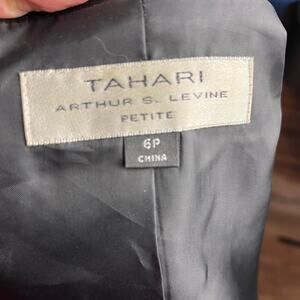 TAHARI
ARTHUR S. LEVINE
PETITE
6P
CHINA